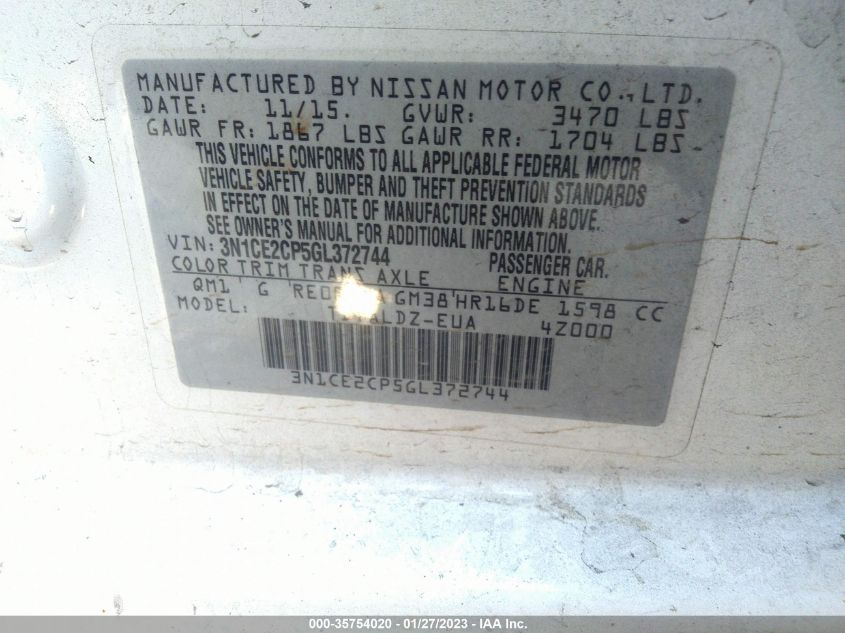 MANUFACTURED BY NISSAN MOTOR CO., LTD.
DATE: 11/15. GVWR: 3470 LBS
GAWR FR: 1867 LBS GAWR RR: 1704 LBS
THIS VEHICLE CONFORMS TO ALL APPLICABLE FEDERAL MOTOR
VEHICLE SAFETY, BUMPER AND THEFT PREVENTION STANDARDS
IN EFFECT ON THE DATE OF MANUFACTURE SHOWN ABOVE.
SEE OWNER'S MANUAL FOR ADDITIONAL INFORMATION.
VIN: 3N1CE2CP5GL372744 PASSENGER CAR.
COLOR TRIM TRANS AXLE ENGINE
QM1 G GM38 HR16DE 1598 CC
MODEL: 4Z000
3N1CE2CP5GL372744
000-35754020 - 01/27/2023 - IAA Inc.